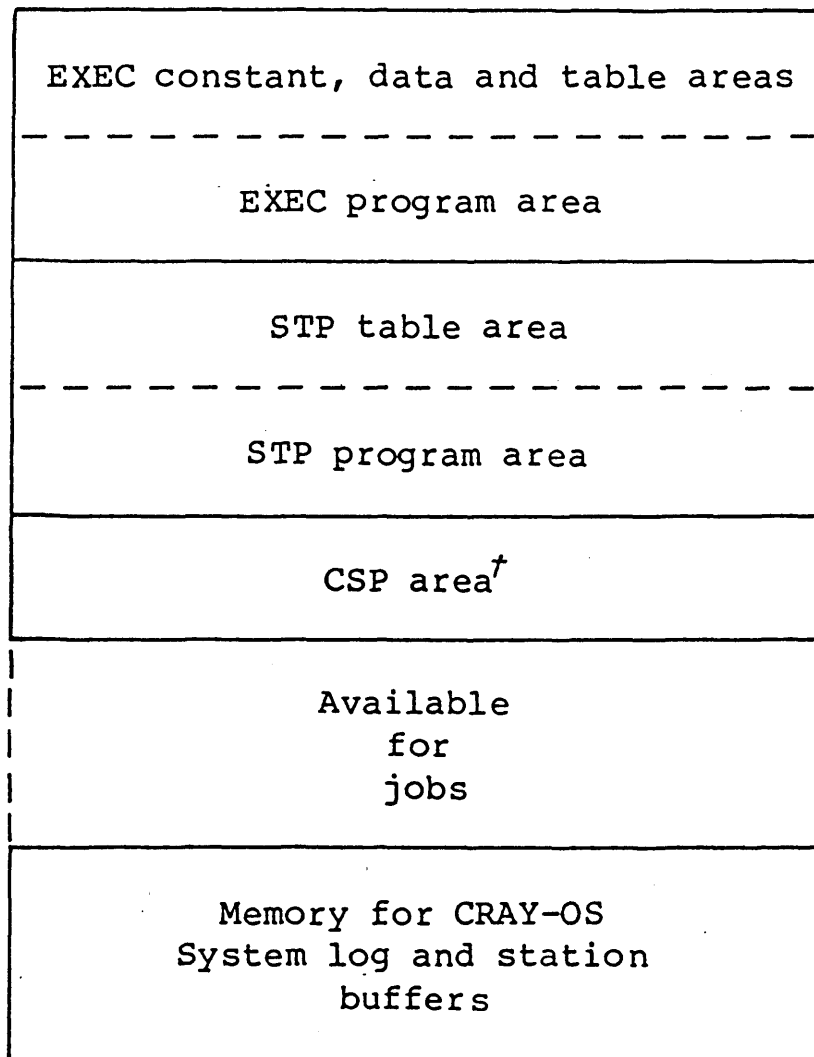 EXEC constant, data and table areas
EXEC program area
STP table area
STP program area
CSP area†
Available
for
jobs
Memory for CRAY-OS
System log and station
buffers